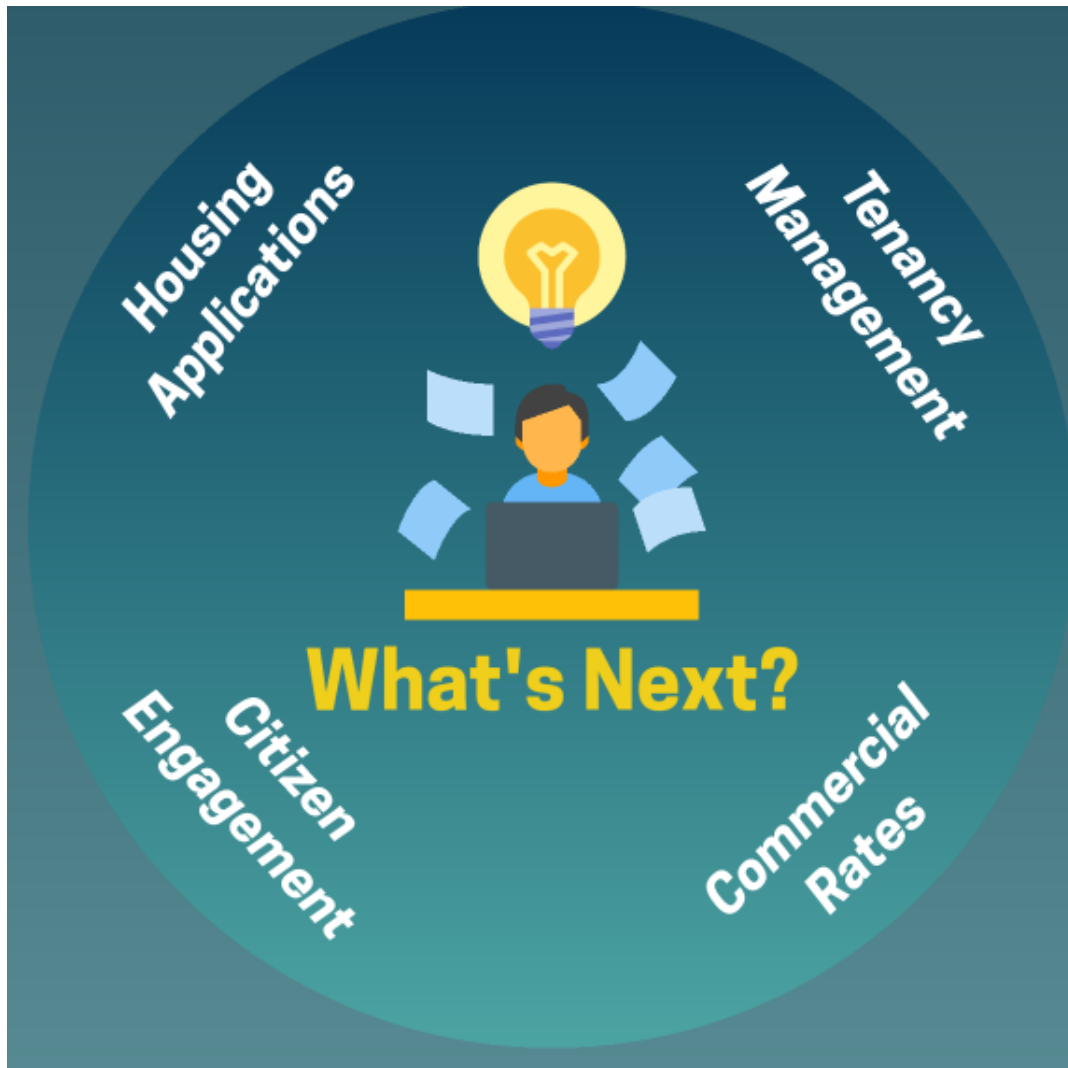 Housing
Applications
Tenancy
Management
What's Next?
Citizen
Engagement
Commercial
Rates